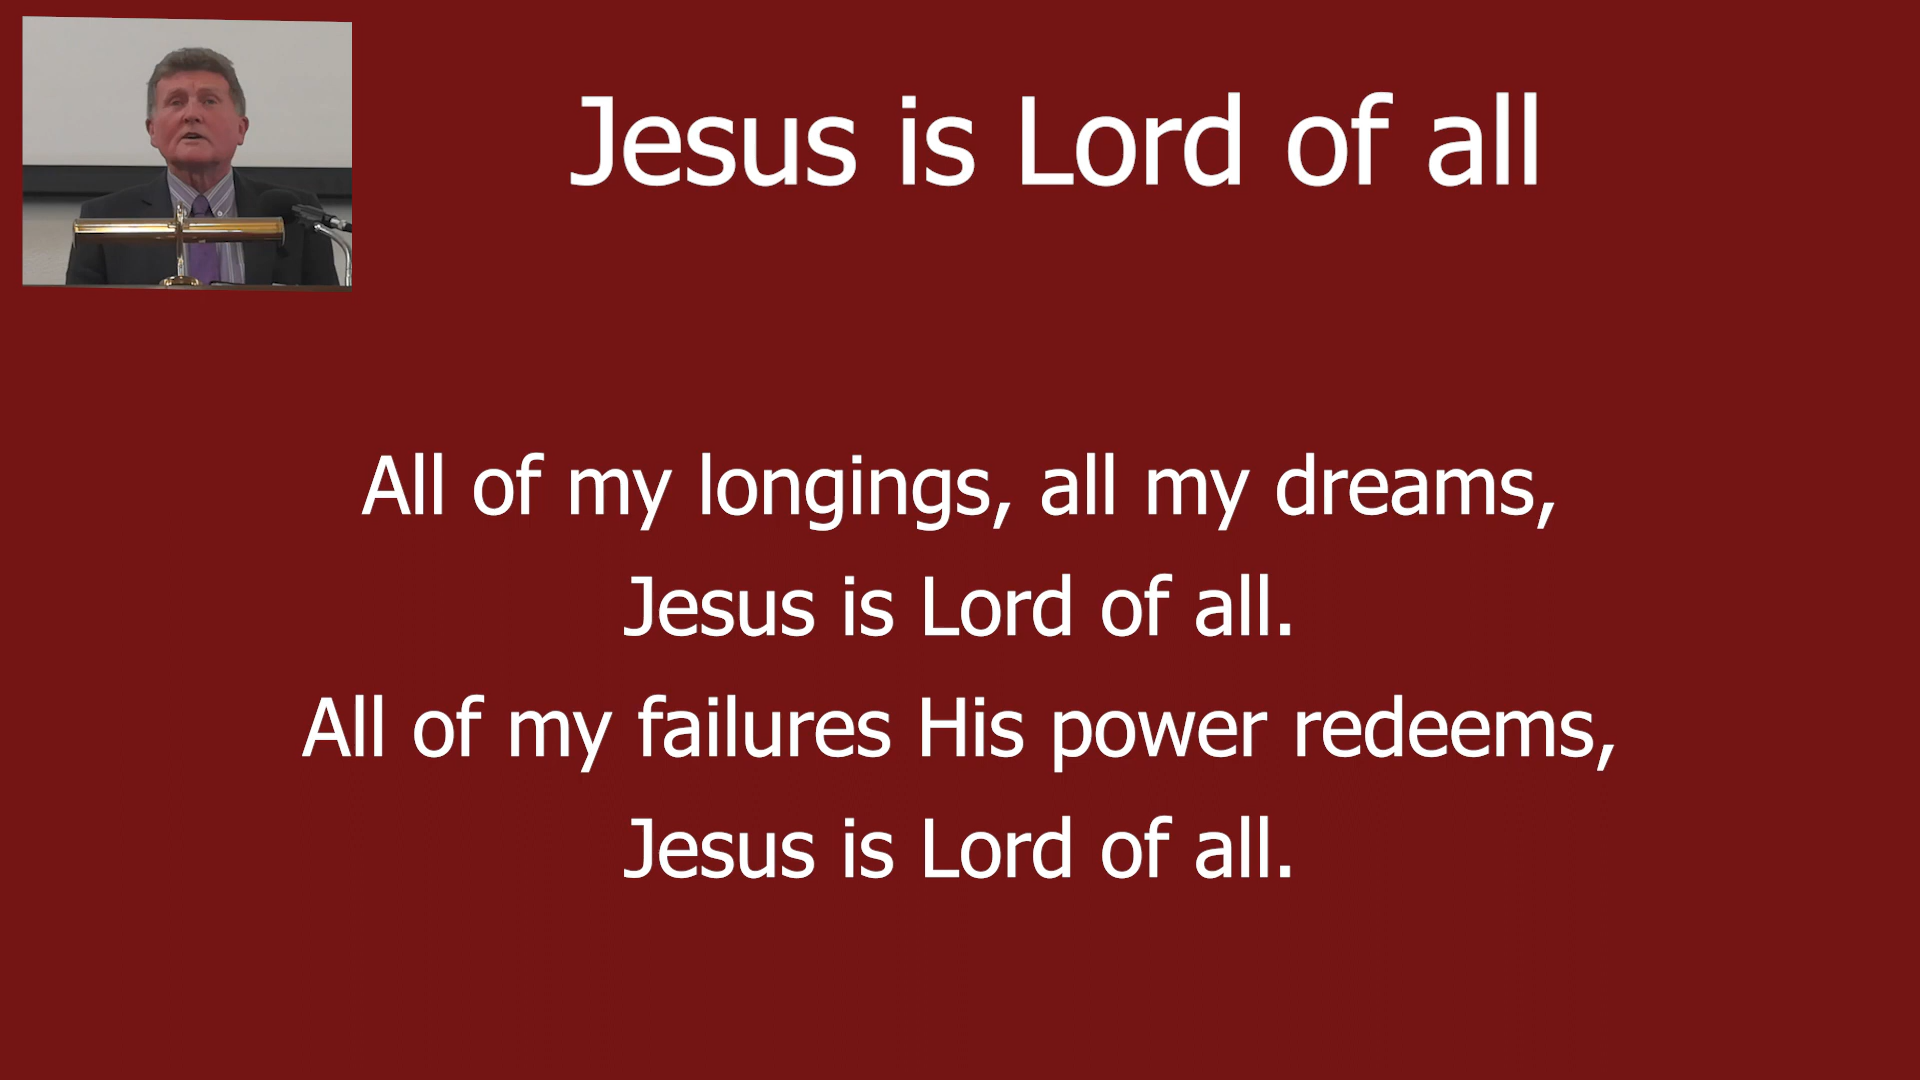 Jesus is Lord of all
All of my longings, all my dreams,
Jesus is Lord of all.
All of my failures His power redeems,
Jesus is Lord of all.